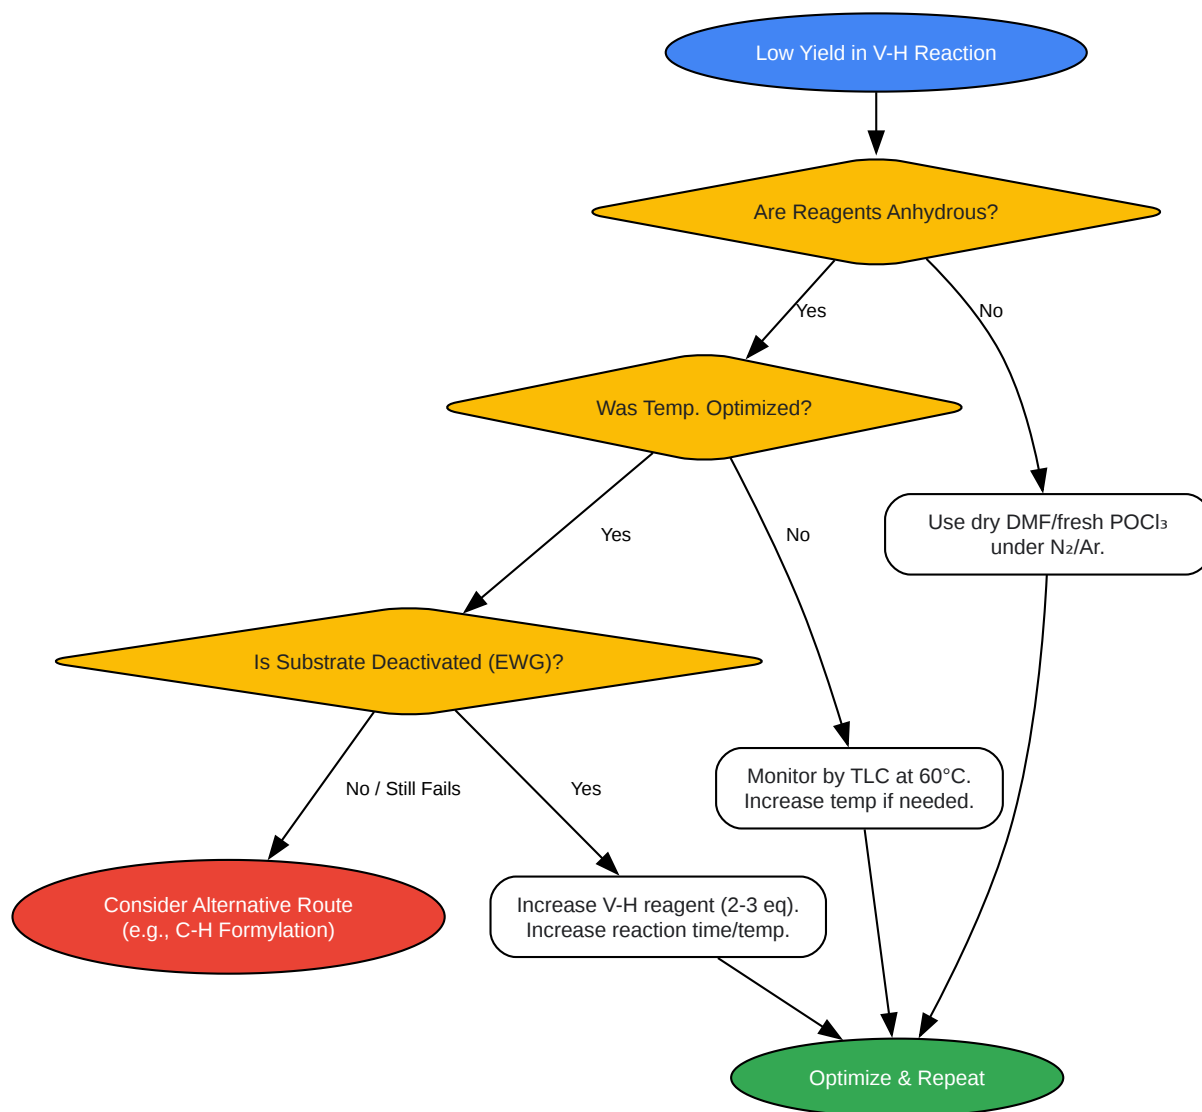 Low Yield in V-H Reaction
Are Reagents Anhydrous?
Yes
No
Was Temp. Optimized?
Use dry DMF/fresh POCl₃
under N₂/Ar.
Yes
No
Is Substrate Deactivated (EWG)?
No / Still Fails
Yes
Monitor by TLC at 60°C.
Increase temp if needed.
Consider Alternative Route
(e.g., C-H Formylation)
Increase V-H reagent (2-3 eq).
Increase reaction time/temp.
Optimize & Repeat